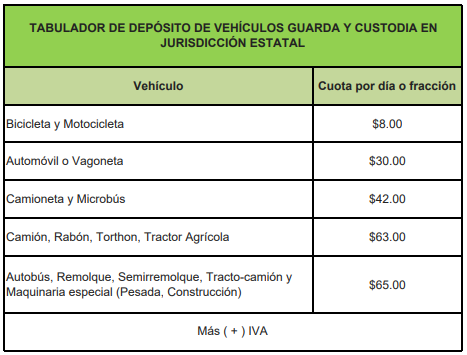 TABULADOR DE DEPÓSITO DE VEHÍCULOS GUARDA Y CUSTODIA EN
JURISDICCIÓN ESTATAL
Vehículo Cuota por día o fracción
Bicicleta y Motocicleta $8.00
Automóvil o Vagoneta $30.00
Camioneta y Microbús $42.00
Camión, Rabón, Torthon, Tractor Agrícola $63.00
Autobús, Remolque, Semirremolque, Tracto-camión y
Maquinaria especial (Pesada, Construcción) $65.00
Más ( + ) IVA